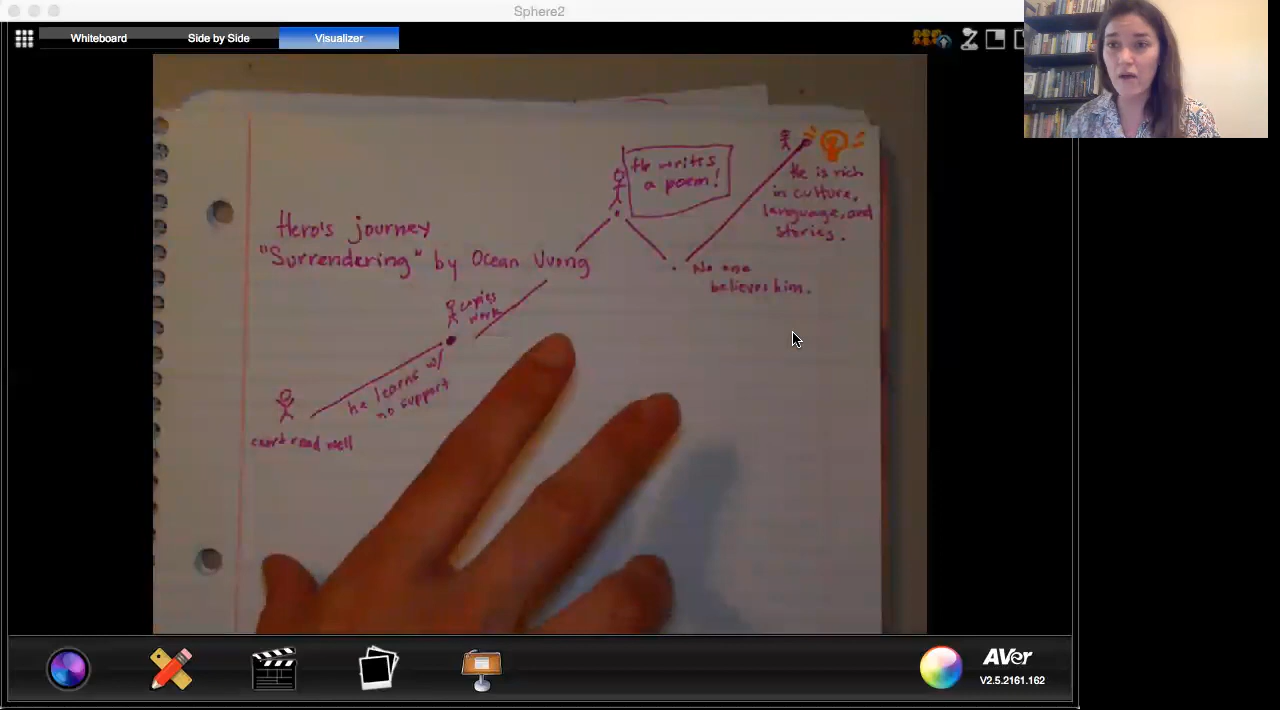 Sphere2
Whiteboard
Side by Side
Visualizer
He writes
a poem!
He is rich
in culture,
language, and
stories.
Hero's journey
"Surrendering" by Ocean Vuong
No one
believes him.
copies
work
he learns w/
no support
can't read well
AVer
V2.5.2161.162